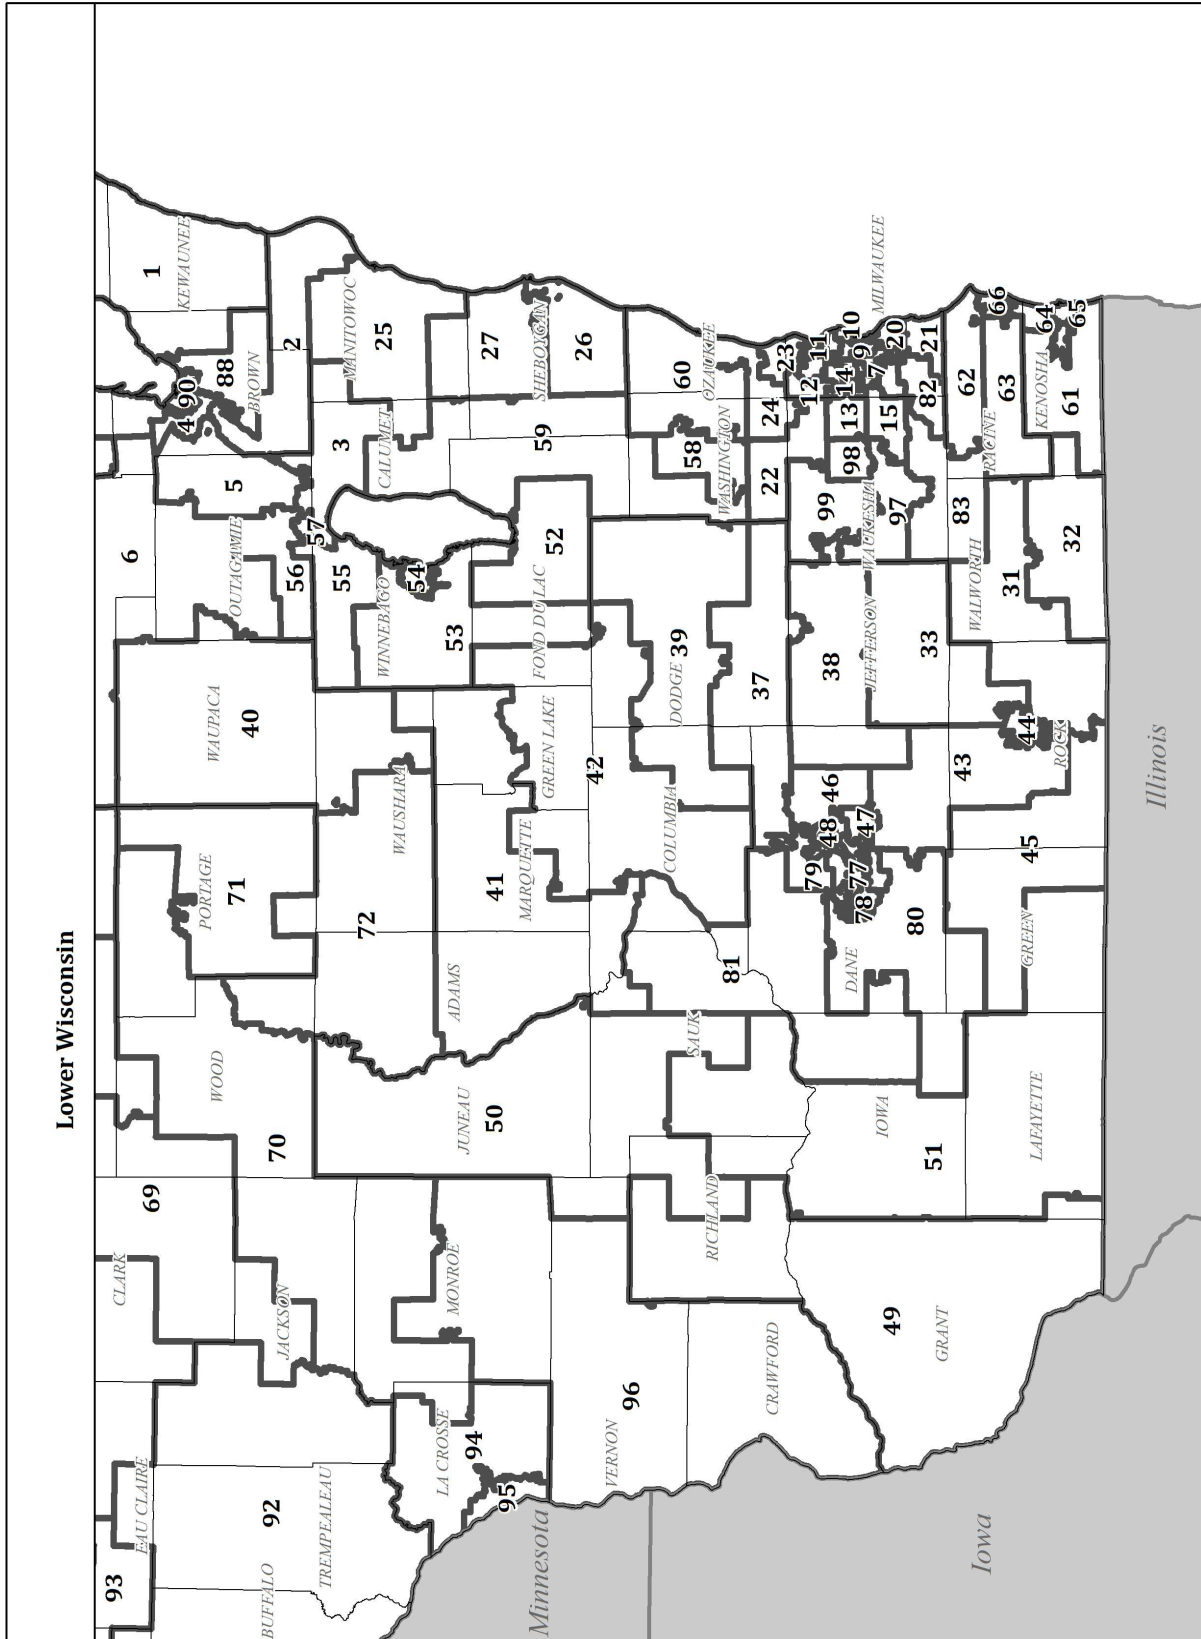 Lower Wisconsin
93
EAU CLAIRE
CLARK
69
6
1
BUFFALO
92
TREMPEALEAU
JACKSON
70
WOOD
PORTAGE
71
WAUPACA
40
OUTAGAMIE
5
4
90
88
BROWN
KEWAUNEE
2
56
57
55
3
MANITOWOC
25
CALUMET
WINNEBAGO
54
53
72
WAUSHARA
ADAMS
41
MARQUETTE
GREEN LAKE
JUNEAU
50
MONROE
LA CROSSE
94
95
Minnesota
VERNON
96
42
FOND DU LAC
52
59
27
SHEBOYGAN
26
60
OZAUKEE
58
WASHINGTON
DODGE
39
COLUMBIA
SAUK
81
RICHLAND
CRAWFORD
37
22
24
23
12
11
10
14
9
7
20
21
MILWAUKEE
13
15
82
98
99
97
WAUKESHA
38
JEFFERSON
33
46
48
47
79
77
78
DANE
80
IOWA
51
49
GRANT
Iowa
43
83
62
63
RACINE
66
64
65
KENOSHA
61
WALWORTH
31
32
44
ROCK
45
GREEN
LAFAYETTE
Illinois